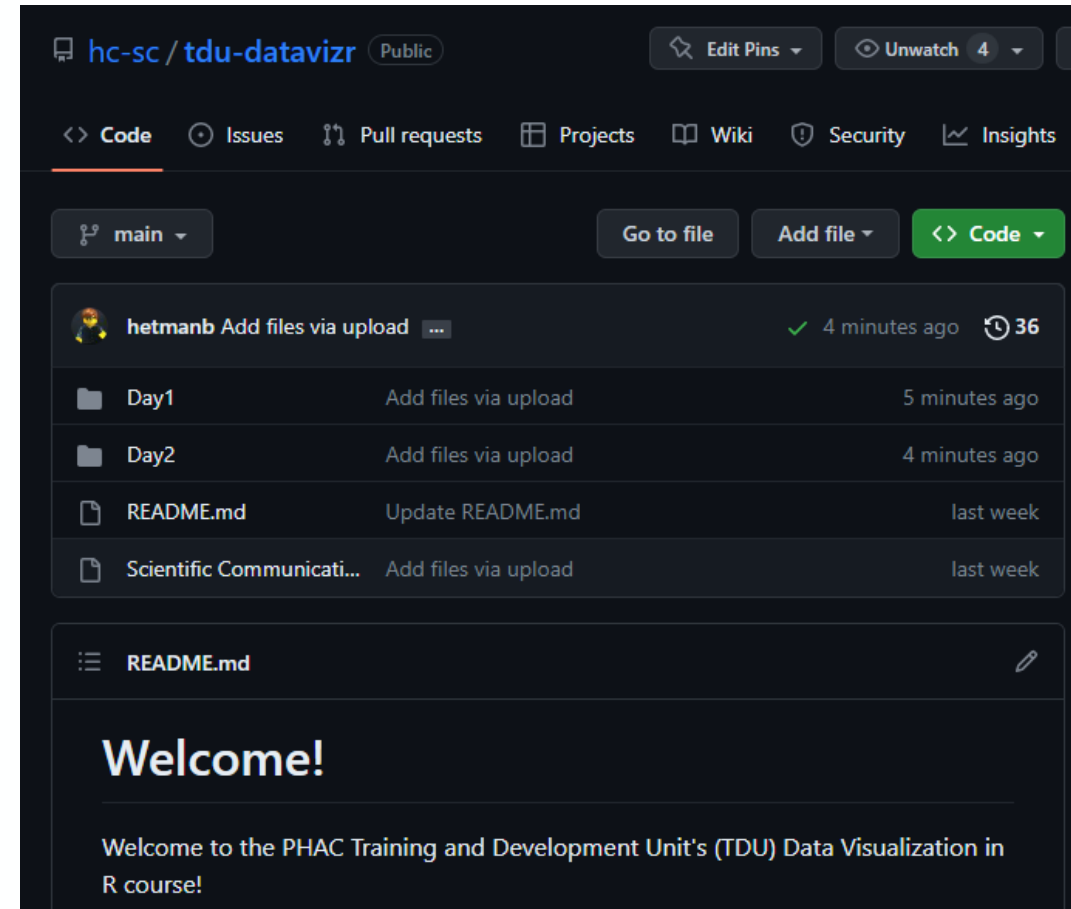 hc-sc / tdu-datavizr Public Edit Pins Unwatch 4
Code Issues Pull requests Projects Wiki Security Insights
main Go to file Add file Code
hetmanb Add files via upload ... 4 minutes ago 36
Day1 Add files via upload 5 minutes ago
Day2 Add files via upload 4 minutes ago
README.md Update README.md last week
Scientific Communicati... Add files via upload last week
README.md
Welcome!
Welcome to the PHAC Training and Development Unit's (TDU) Data Visualization in
R course!